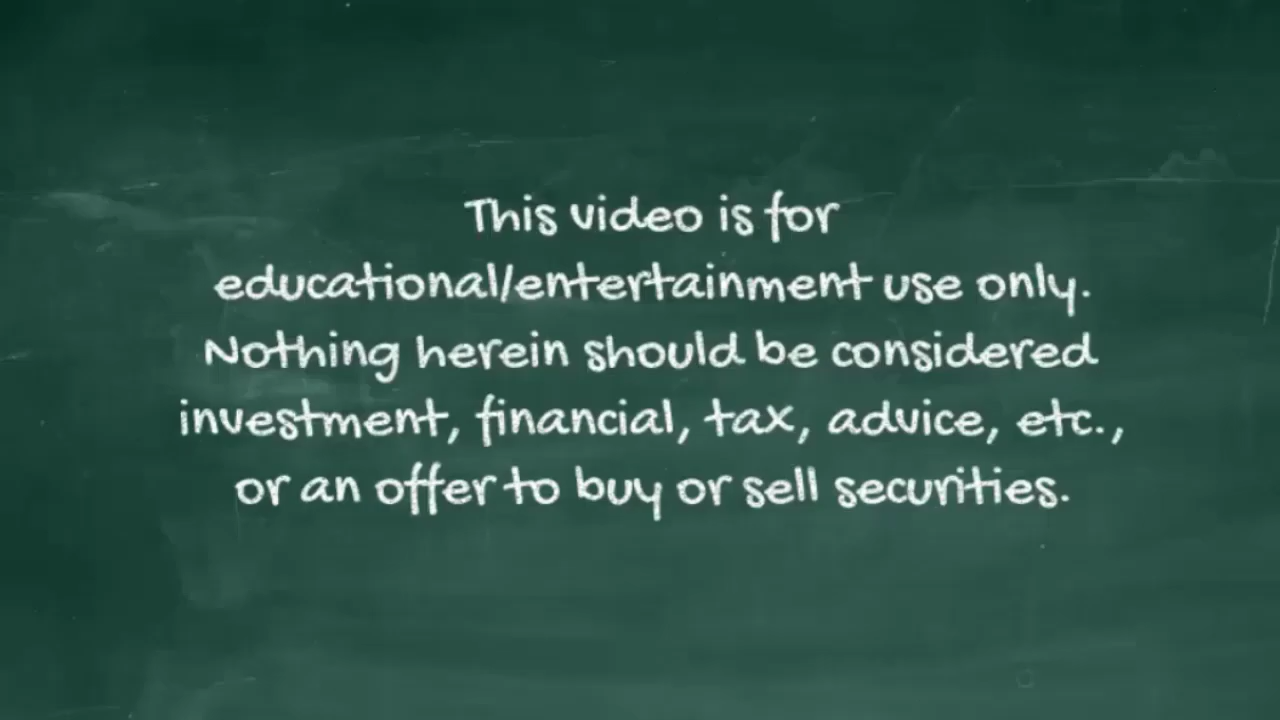 This video is for
educational/entertainment use only.
Nothing herein should be considered
investment, financial, tax, advice, etc.,
or an offer to buy or sell securities.